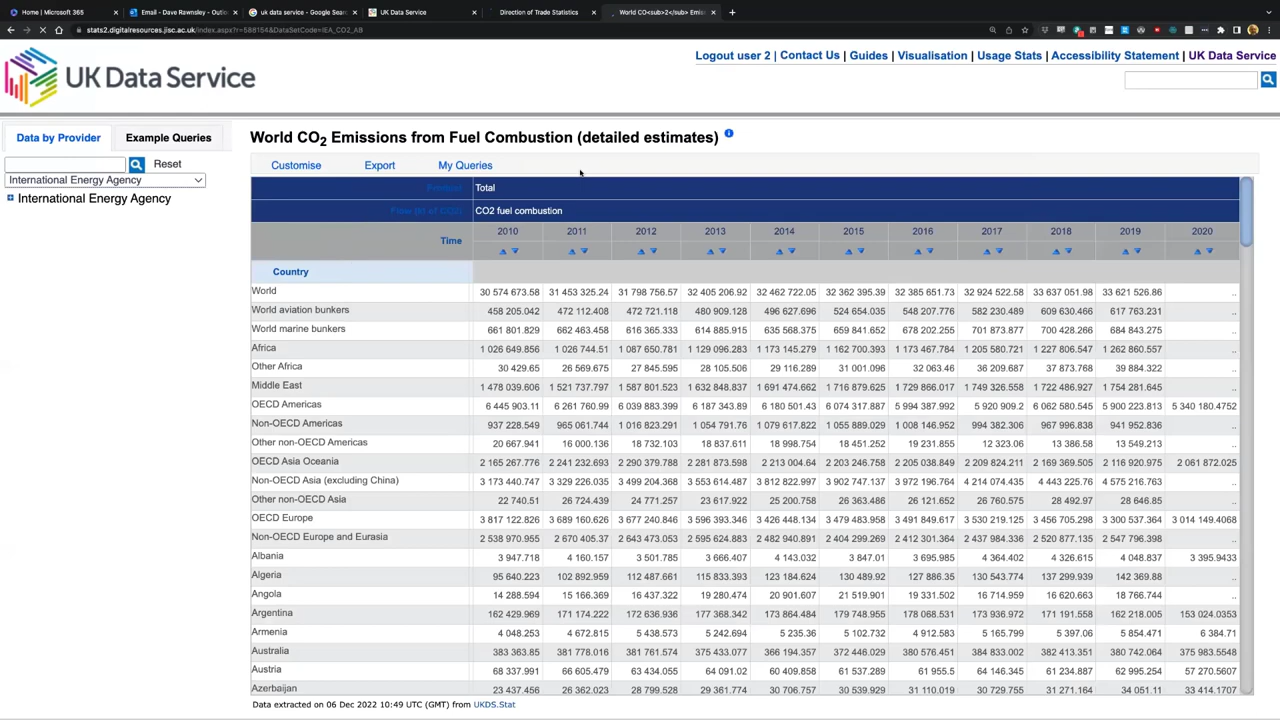 Home | Microsoft 365
Email - Dave Rawnsley - Outlo
uk data service - Google Sear
UK Data Service
Direction of Trade Statistics
World CO<sub>2</sub> Emis
stats2.digitalresources.jisc.ac.uk/index.aspx?r=588154&DataSetCode=IEA_CO2_AB
Logout user 2 | Contact Us | Guides | Visualisation | Usage Stats | Accessibility Statement | UK Data Service
UK Data Service
Data by Provider Example Queries
World CO2 Emissions from Fuel Combustion (detailed estimates)
Reset
Customise Export My Queries
International Energy Agency
International Energy Agency
Product Total
Flow (kt of CO2) CO2 fuel combustion
Time 2010 2011 2012 2013 2014 2015 2016 2017 2018 2019 2020
Country
World 30 574 673.58 31 453 325.24 31 798 756.57 32 405 206.92 32 462 722.05 32 362 395.39 32 385 651.73 32 924 522.58 33 637 051.98 33 621 526.86 ..
World aviation bunkers 458 205.042 472 112.408 472 721.118 480 909.128 496 627.696 524 654.035 548 207.776 582 230.489 609 630.466 617 763.231 ..
World marine bunkers 661 801.829 662 463.458 616 365.333 614 885.915 635 568.375 659 841.652 678 202.255 701 873.877 700 428.266 684 843.275 ..
Africa 1 026 649.856 1 026 744.51 1 087 650.781 1 129 096.283 1 173 145.279 1 162 700.393 1 173 467.784 1 205 580.721 1 227 806.547 1 262 860.557 ..
Other Africa 30 429.65 26 569.675 27 845.595 28 105.506 29 116.289 31 001.096 32 063.46 36 209.687 37 873.768 39 884.322 ..
Middle East 1 478 039.606 1 521 737.797 1 587 801.523 1 632 848.837 1 691 474.662 1 716 879.625 1 729 866.017 1 749 326.558 1 722 486.927 1 754 281.645 ..
OECD Americas 6 445 903.11 6 261 760.99 6 039 883.399 6 187 343.89 6 180 501.43 6 074 317.887 5 994 387.992 5 920 909.2 6 062 580.545 5 900 223.813 5 340 180.4752
Non-OECD Americas 937 228.549 965 061.744 1 016 823.291 1 054 791.76 1 079 617.822 1 055 889.029 1 008 146.952 994 382.306 967 996.838 941 952.836 ..
Other non-OECD Americas 20 667.941 16 000.136 18 732.103 18 837.611 18 998.754 18 451.252 19 231.855 12 323.06 13 386.58 13 549.213 ..
OECD Asia Oceania 2 165 267.776 2 241 232.693 2 290 379.788 2 281 873.598 2 213 004.64 2 203 246.758 2 205 038.849 2 209 824.211 2 169 369.505 2 116 920.975 2 061 872.025
Non-OECD Asia (excluding China) 3 173 440.747 3 329 226.035 3 499 204.368 3 553 614.487 3 812 822.997 3 902 747.137 3 972 196.764 4 214 074.435 4 443 225.76 4 575 216.763 ..
Other non-OECD Asia 22 740.51 26 724.439 24 771.257 23 617.922 25 200.758 26 363.486 26 121.652 26 760.575 28 492.97 28 646.85 ..
OECD Europe 3 817 122.826 3 689 160.626 3 677 240.846 3 596 393.346 3 426 448.134 3 479 483.958 3 491 849.617 3 530 219.125 3 456 705.298 3 300 537.364 3 014 149.4068
Non-OECD Europe and Eurasia 2 538 970.955 2 670 405.37 2 643 473.053 2 595 624.883 2 482 940.891 2 404 299.269 2 412 301.364 2 437 984.336 2 520 877.135 2 547 796.398 ..
Albania 3 947.718 4 160.157 3 501.785 3 666.407 4 143.032 3 847.01 3 695.985 4 364.402 4 326.615 4 048.837 3 395.9433
Algeria 95 640.223 102 892.959 112 487.661 115 833.393 123 184.624 130 489.92 127 886.35 130 543.774 137 299.939 142 369.88 ..
Angola 14 288.594 15 166.369 16 437.322 19 280.474 20 901.607 21 519.901 19 331.502 16 714.959 16 620.663 18 766.744 ..
Argentina 162 429.969 171 174.222 172 636.936 177 368.342 173 864.484 179 748.955 178 068.531 173 936.972 171 191.558 162 218.005 153 024.0353
Armenia 4 048.253 4 672.815 5 438.573 5 242.694 5 235.36 5 102.732 4 912.583 5 165.799 5 397.06 5 854.471 6 384.71
Australia 383 363.85 381 778.016 381 761.574 375 433.077 366 194.357 372 446.029 380 576.451 384 833.002 382 413.351 380 742.064 375 983.5548
Austria 68 337.991 66 605.479 63 434.055 64 091.02 60 409.858 61 537.289 61 955.5 64 146.345 61 234.887 62 995.254 57 270.5607
Azerbaijan 23 437.456 26 362.023 28 799.528 29 361.774 30 706.757 30 539.929 31 110.019 30 729.755 31 271.164 34 051.11 33 414.1707
Data extracted on 06 Dec 2022 10:49 UTC (GMT) from UKDS.Stat